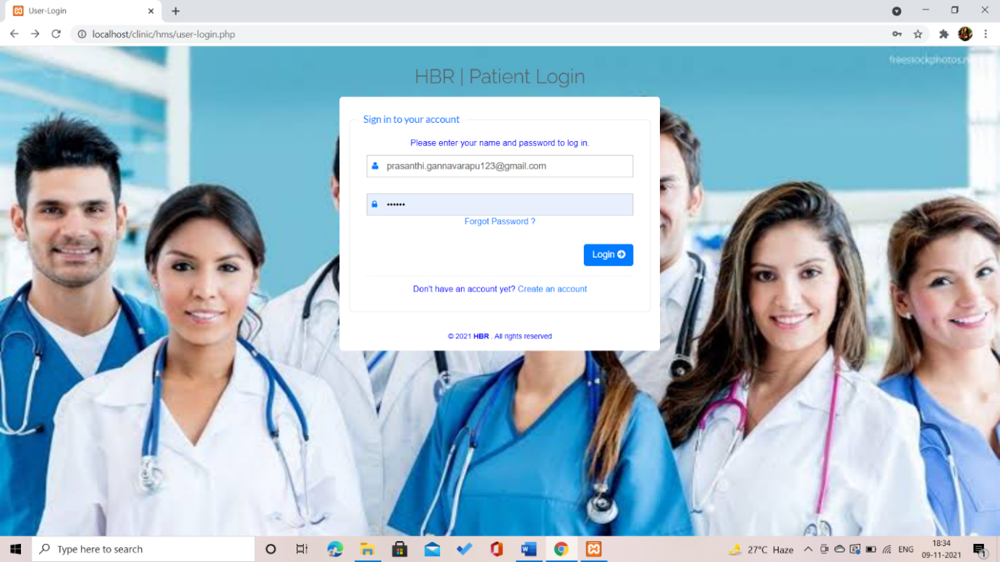 User-Login
localhost/clinic/hms/user-login.php
HBR | Patient Login
Sign in to your account
Please enter your name and password to log in.
prasanthi.gannavarapu123@gmail.com
••••••
Forgot Password ?
Login
Don't have an account yet? Create an account
© 2021 HBR . All rights reserved
Type here to search
27°C Haze
ENG
18:34
09-11-2021
1